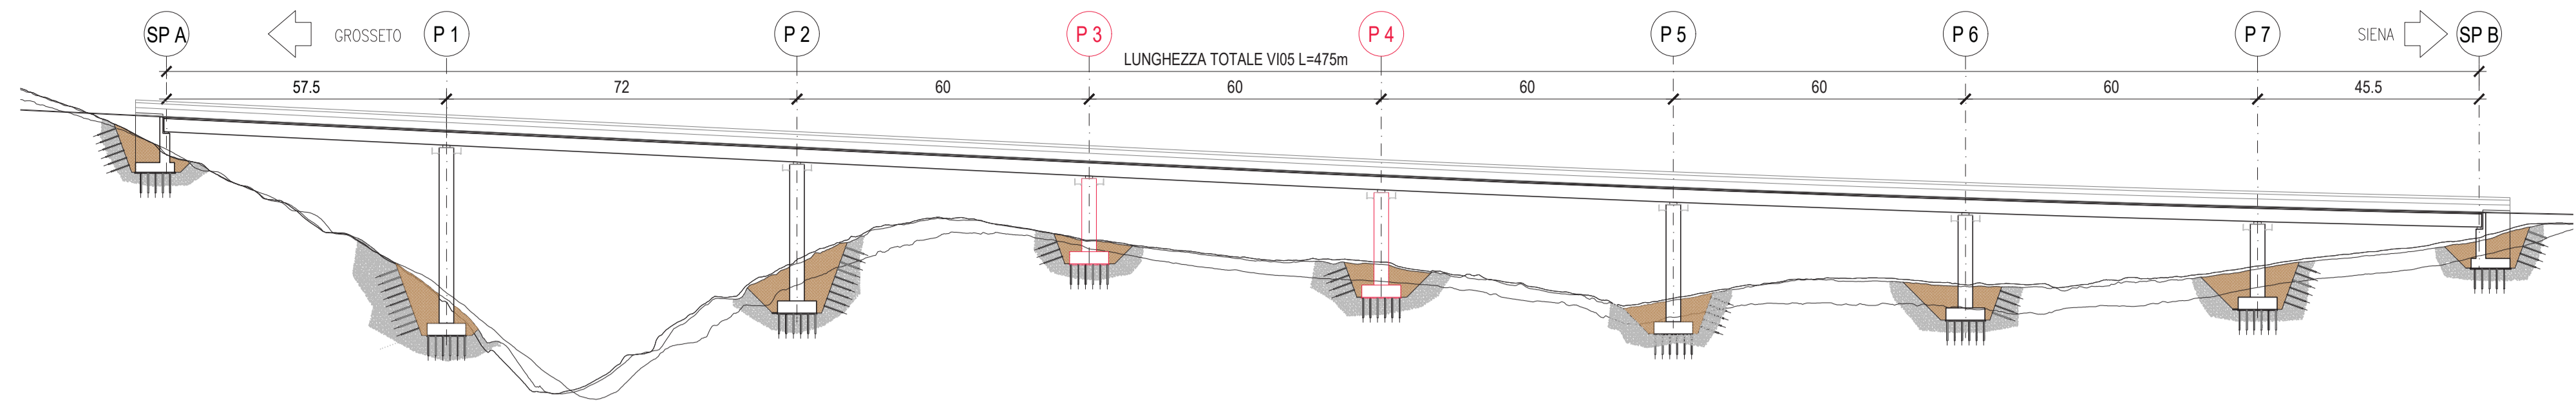 SP A
GROSSETO
P 1
P 2
P 3
P 4
P 5
P 6
P 7
SIENA
SP B
LUNGHEZZA TOTALE VI05 L=475m
57.5
72
60
60
60
60
60
45.5